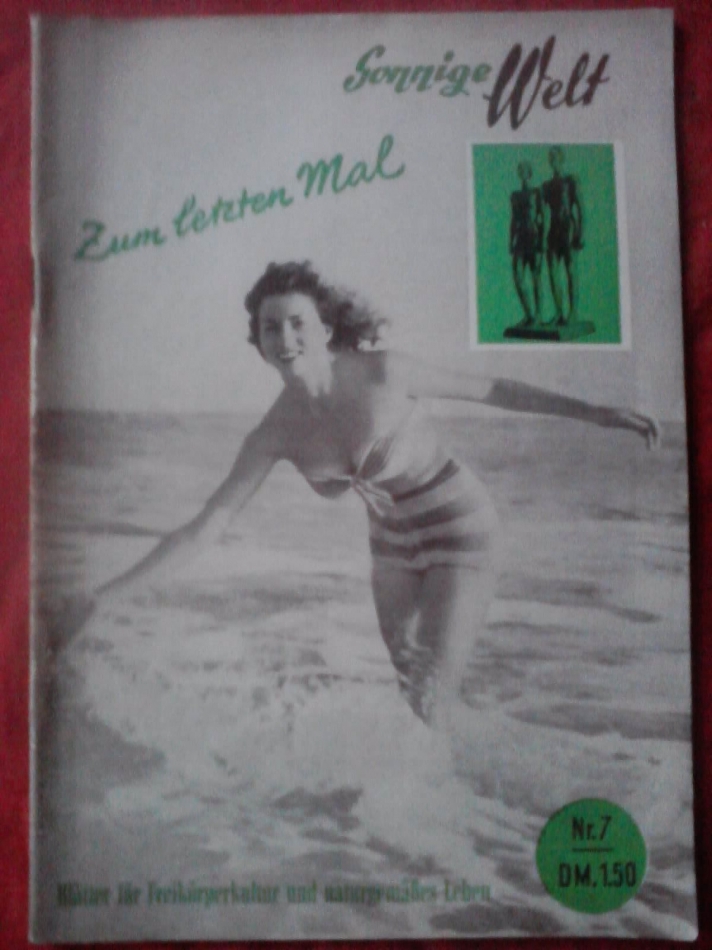 Sonnige Welt
Zum letzten Mal
Nr. 7
DM. 1.50
Blätter für Freikörperkultur und naturgemäßes Leben